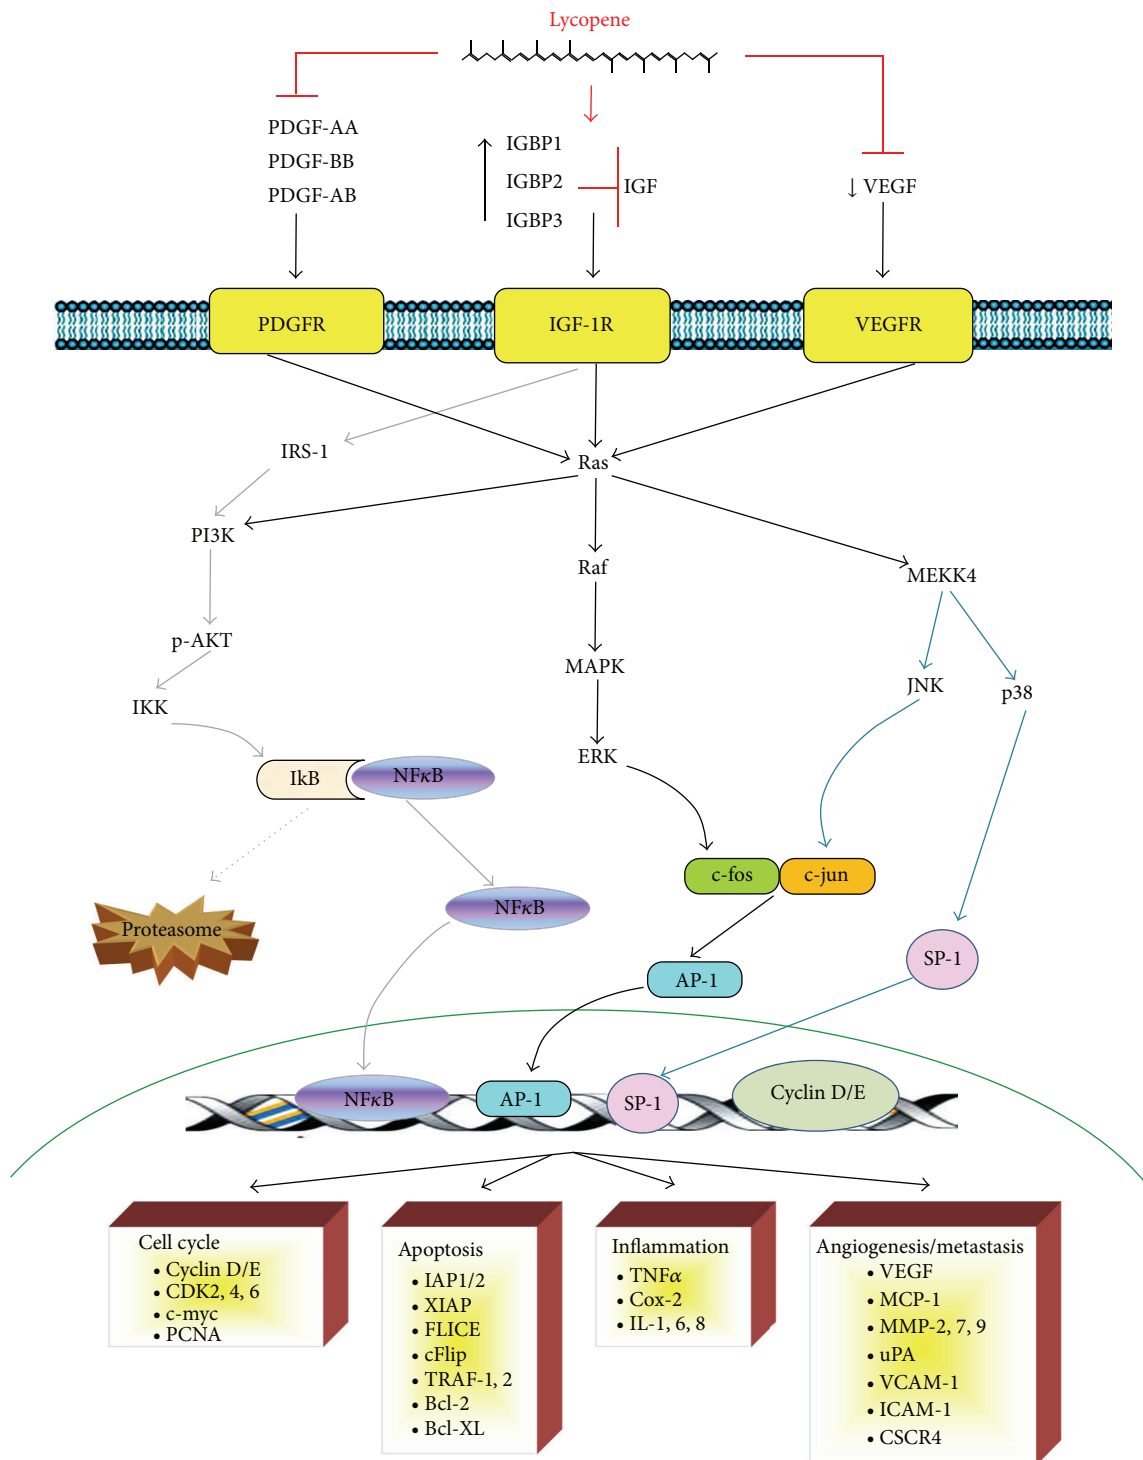 Lycopene
PDGF-AA
PDGF-BB
PDGF-AB
IGBP1
IGBP2
IGBP3
IGF
↓ VEGF
PDGFR
IGF-1R
VEGFR
IRS-1
Ras
PI3K
Raf
MEKK4
p-AKT
MAPK
JNK
p38
IKK
ERK
IkB
NFκB
c-fos
c-jun
NFκB
Proteasome
AP-1
SP-1
NFκB
AP-1
SP-1
Cyclin D/E
Cell cycle
• Cyclin D/E
• CDK2, 4, 6
• c-myc
• PCNA
Apoptosis
• IAP1/2
• XIAP
• FLICE
• cFlip
• TRAF-1, 2
• Bcl-2
• Bcl-XL
Inflammation
• TNFα
• Cox-2
• IL-1, 6, 8
Angiogenesis/metastasis
• VEGF
• MCP-1
• MMP-2, 7, 9
• uPA
• VCAM-1
• ICAM-1
• CSCR4